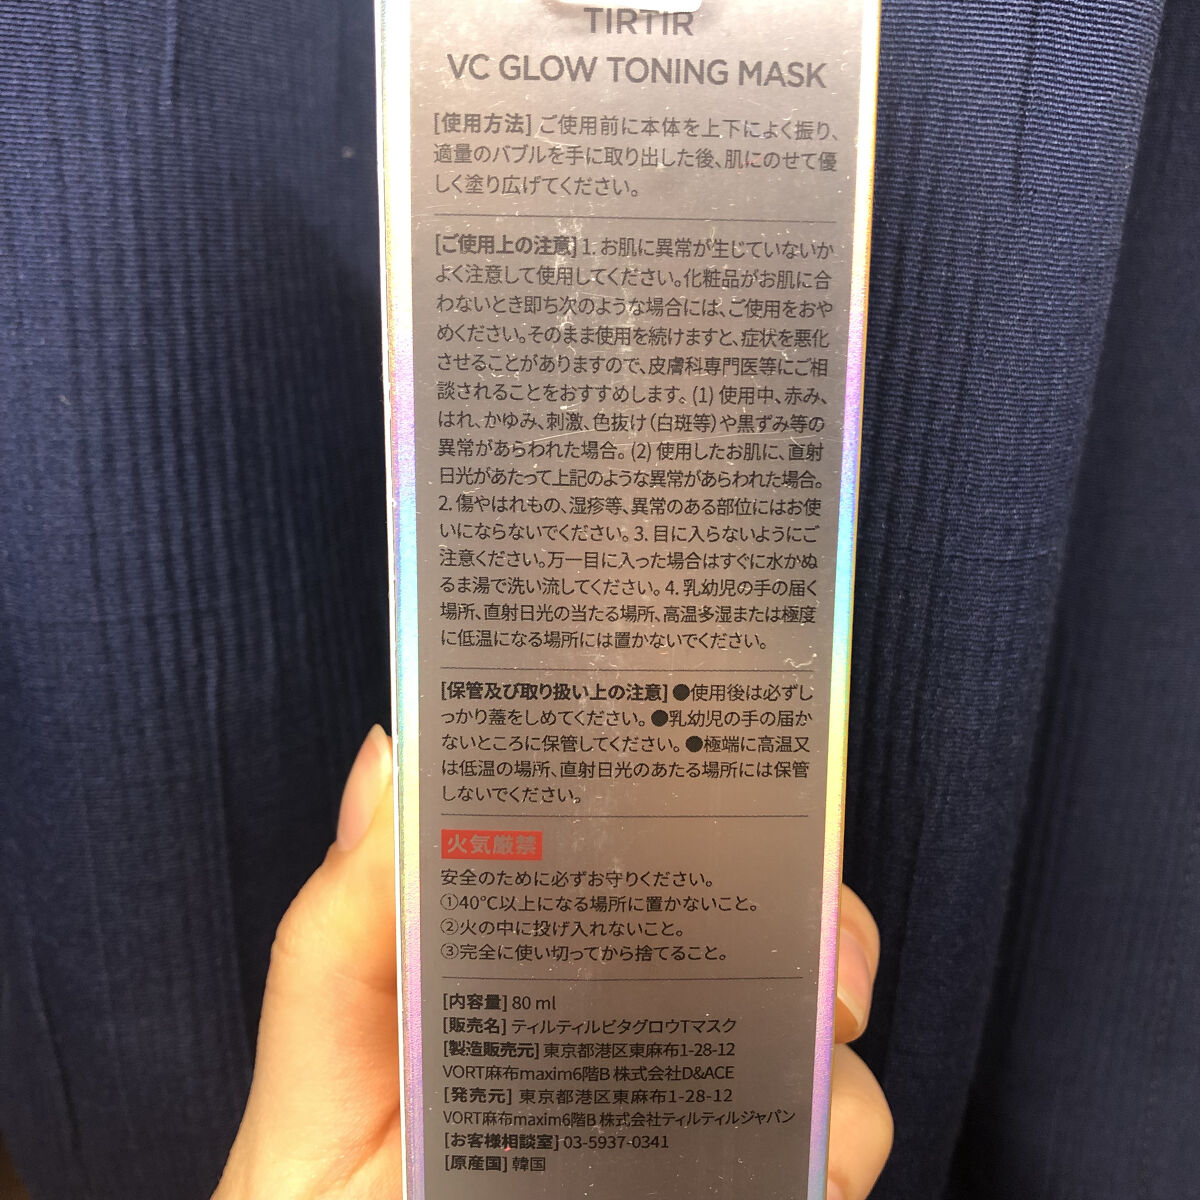 TIRTIR
VC GLOW TONING MASK
[使用方法] ご使用前に本体を上下によく振り、
適量のバブルを手に取り出した後、肌にのせて優
しく塗り広げてください。
[ご使用上の注意] 1. お肌に異常が生じていないか
よく注意して使用してください。化粧品がお肌に合
わないとき即ち次のような場合には、ご使用をおや
めください。そのまま使用を続けますと、症状を悪化
させることがありますので、皮膚科専門医等にご相
談されることをおすすめします。(1) 使用中、赤み、
はれ、かゆみ、刺激、色抜け（白斑等）や黒ずみ等の
異常があらわれた場合。(2) 使用したお肌に、直射
日光があたって上記のような異常があらわれた場合。
2. 傷やはれもの、湿疹等、異常のある部位にはお使
いにならないでください。3. 目に入らないようにご
注意ください。万一目に入った場合はすぐに水かぬ
るま湯で洗い流してください。4. 乳幼児の手の届く
場所、直射日光の当たる場所、高温多湿または極度
に低温になる場所には置かないでください。
[保管及び取り扱い上の注意] ●使用後は必ずし
っかり蓋をしめてください。●乳幼児の手の届か
ないところに保管してください。●極端に高温又
は低温の場所、直射日光のあたる場所には保管
しないでください。
火気厳禁
安全のために必ずお守りください。
①40℃以上になる場所に置かないこと。
②火の中に投げ入れないこと。
③完全に使い切ってから捨てること。
[内容量] 80 ml
[販売名] ティルティルビタグロウTマスク
[製造販売元] 東京都港区東麻布1-28-12
VORT麻布maxim6階B 株式会社D&ACE
[発売元] 東京都港区東麻布1-28-12
VORT麻布maxim6階B 株式会社ティルティルジャパン
[お客様相談室] 03-5937-0341
[原産国] 韓国